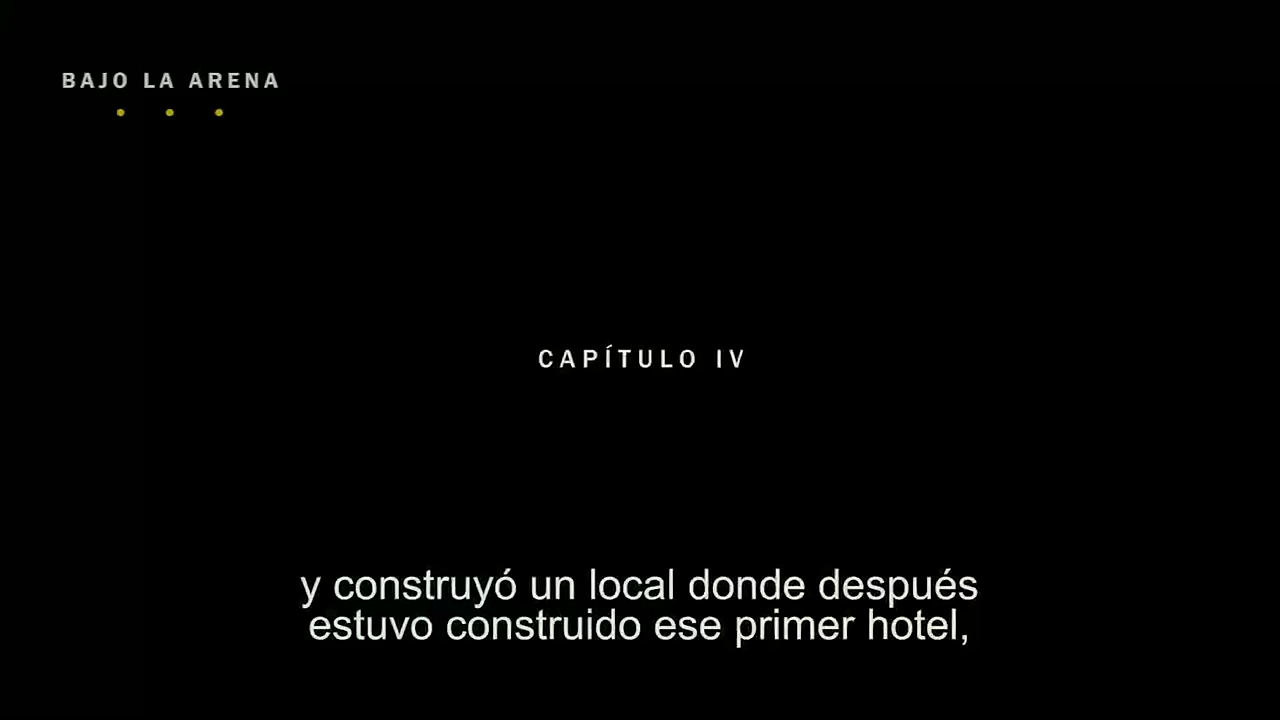 BAJO LA ARENA
CAPÍTULO IV
y construyó un local donde después
estuvo construido ese primer hotel,